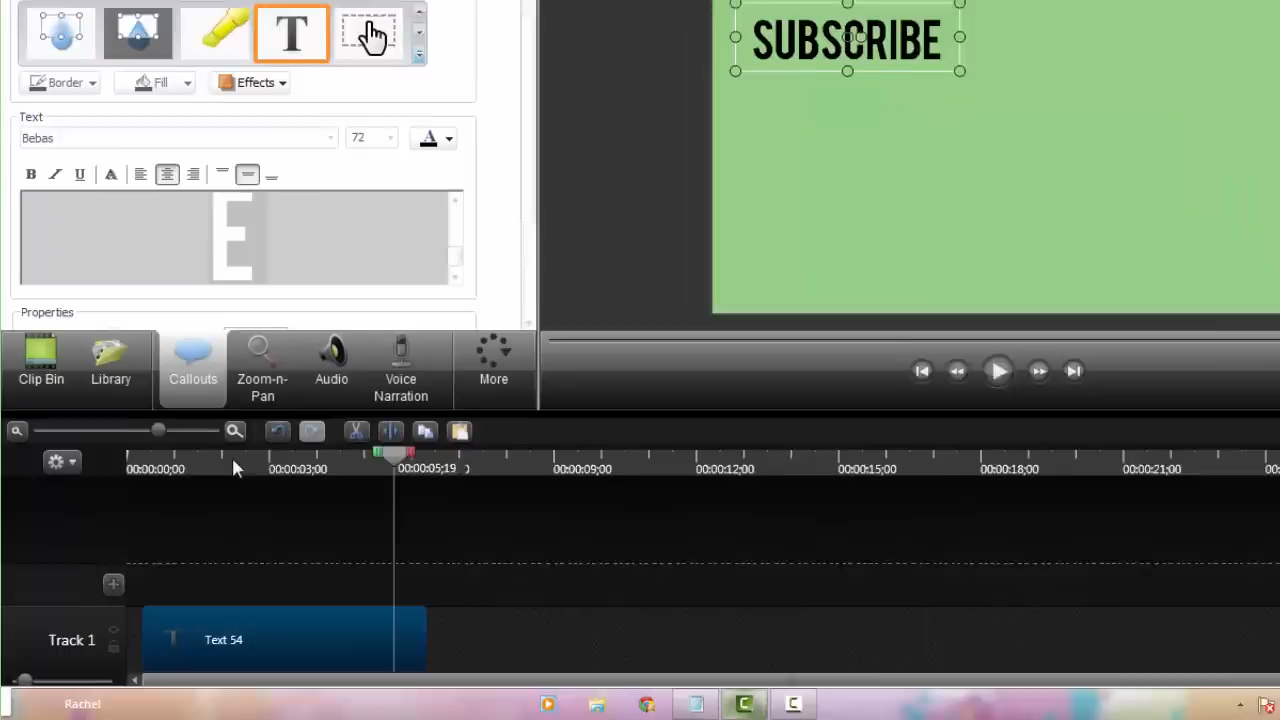 T
SUBSCRIBE
Border
Fill
Effects
Text
Bebas
72
A
B I U A
E
Properties
Clip Bin
Library
Callouts
Zoom-n-Pan
Audio
Voice Narration
More
00:00:00;00
00:00:03;00
00:00:05;19
00:00:09;00
00:00:12;00
00:00:15;00
00:00:18;00
00:00:21;00
Track 1
T
Text 54
Rachel
C
C